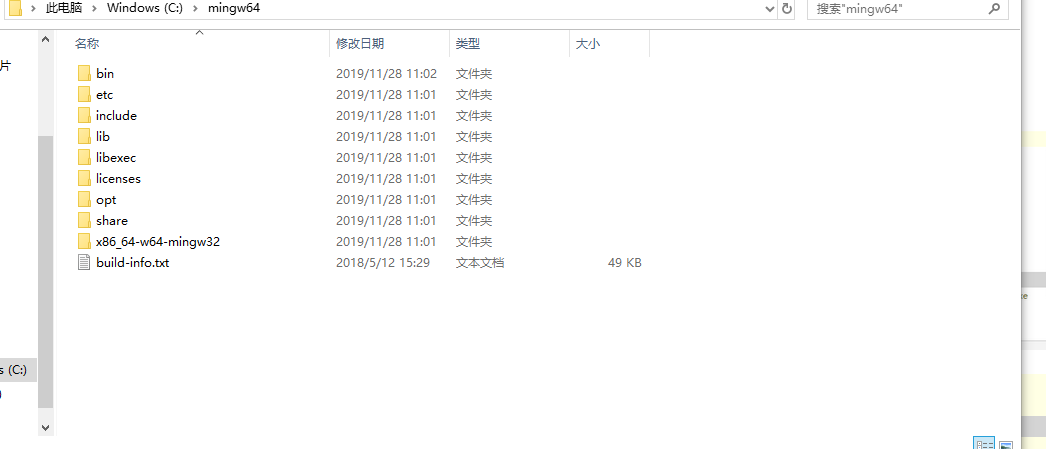 此电脑 > Windows (C:) > mingw64
搜索"mingw64"
名称 修改日期 类型 大小
片
bin 2019/11/28 11:02 文件夹
etc 2019/11/28 11:01 文件夹
include 2019/11/28 11:01 文件夹
lib 2019/11/28 11:01 文件夹
libexec 2019/11/28 11:01 文件夹
licenses 2019/11/28 11:01 文件夹
opt 2019/11/28 11:01 文件夹
share 2019/11/28 11:01 文件夹
x86_64-w64-mingw32 2019/11/28 11:01 文件夹
build-info.txt 2018/5/12 15:29 文本文档 49 KB
s (C:)